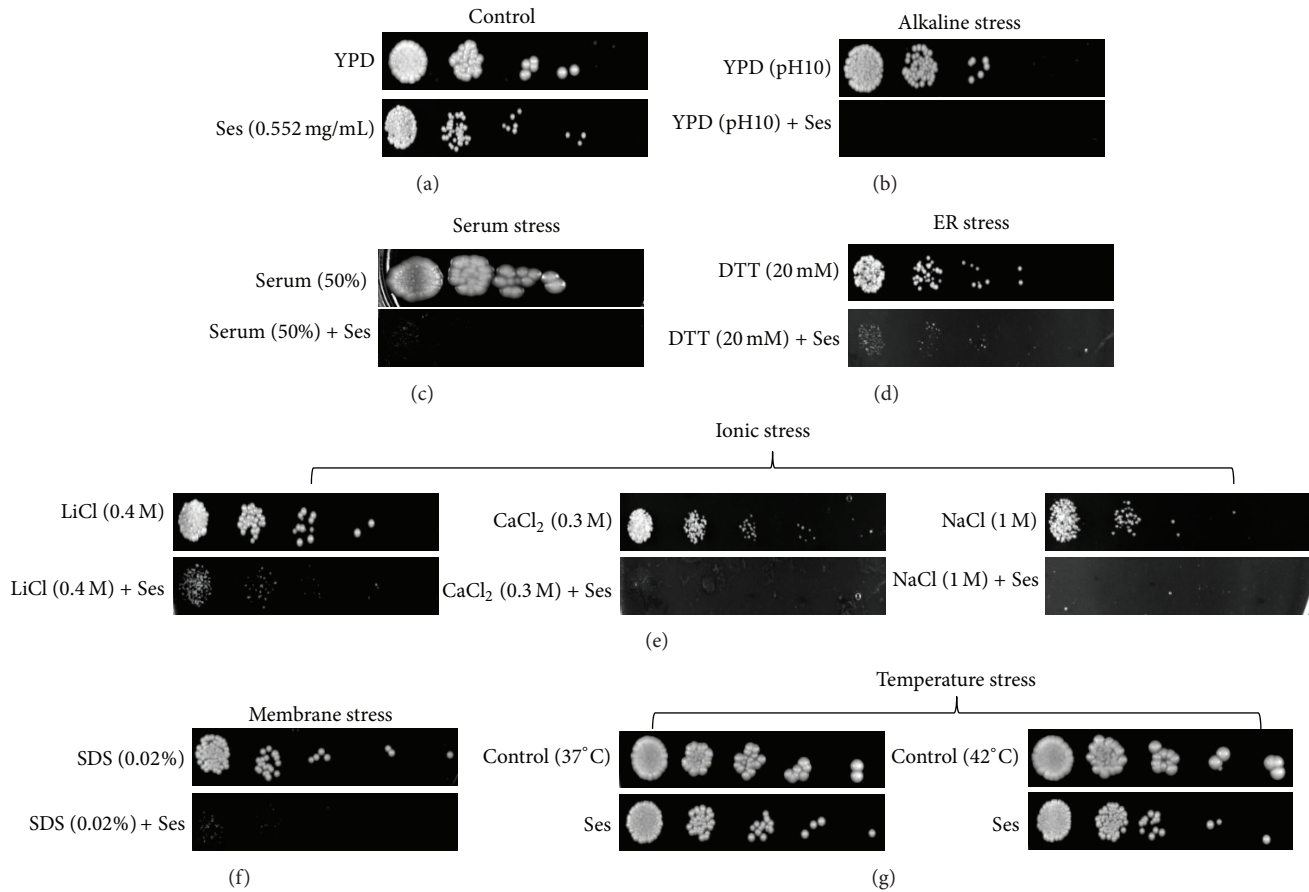 Control
YPD
Ses (0.552 mg/mL)
(a)
Alkaline stress
YPD (pH10)
YPD (pH10) + Ses
(b)
Serum stress
Serum (50%)
Serum (50%) + Ses
(c)
ER stress
DTT (20 mM)
DTT (20 mM) + Ses
(d)
Ionic stress
LiCl (0.4 M)
LiCl (0.4 M) + Ses
CaCl₂ (0.3 M)
CaCl₂ (0.3 M) + Ses
NaCl (1 M)
NaCl (1 M) + Ses
(e)
Membrane stress
SDS (0.02%)
SDS (0.02%) + Ses
(f)
Temperature stress
Control (37°C)
Ses
Control (42°C)
Ses
(g)